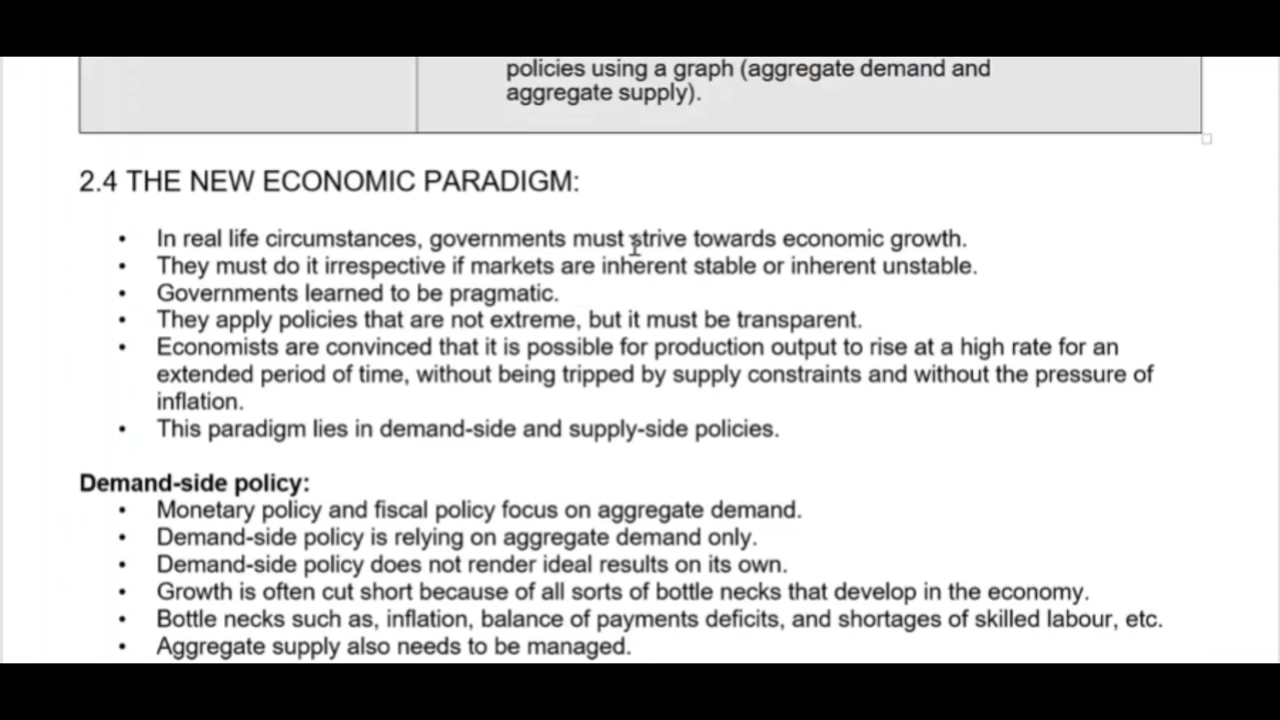 policies using a graph (aggregate demand and
aggregate supply).
2.4 THE NEW ECONOMIC PARADIGM:
• In real life circumstances, governments must strive towards economic growth.
• They must do it irrespective if markets are inherent stable or inherent unstable.
• Governments learned to be pragmatic.
• They apply policies that are not extreme, but it must be transparent.
• Economists are convinced that it is possible for production output to rise at a high rate for an
extended period of time, without being tripped by supply constraints and without the pressure of
inflation.
• This paradigm lies in demand-side and supply-side policies.
Demand-side policy:
• Monetary policy and fiscal policy focus on aggregate demand.
• Demand-side policy is relying on aggregate demand only.
• Demand-side policy does not render ideal results on its own.
• Growth is often cut short because of all sorts of bottle necks that develop in the economy.
• Bottle necks such as, inflation, balance of payments deficits, and shortages of skilled labour, etc.
• Aggregate supply also needs to be managed.